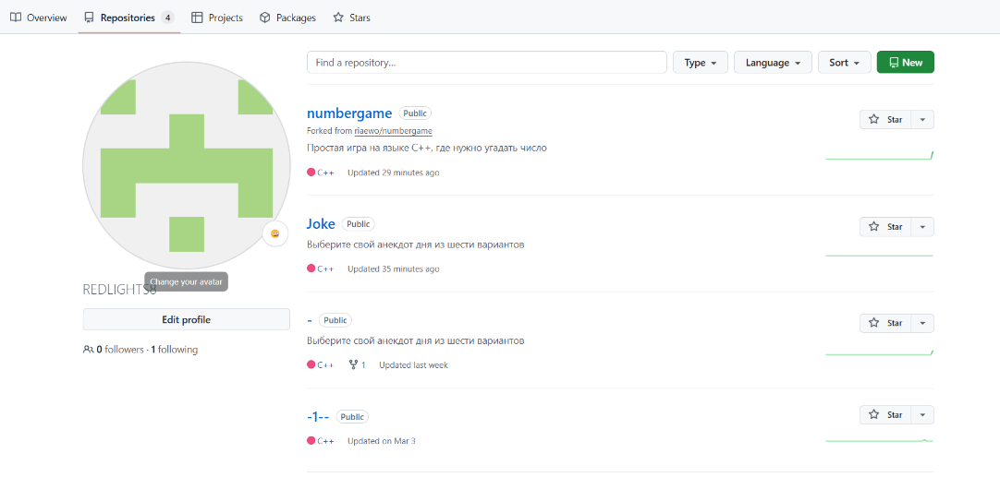 Overview Repositories 4 Projects Packages Stars
Find a repository... Type Language Sort New
numbergame Public
Star
Forked from riaewo/numbergame
Простая игра на языке C++, где нужно угадать число
C++ Updated 29 minutes ago
Joke Public
Star
Выберите свой анекдот дня из шести вариантов
C++ Updated 35 minutes ago
Change your avatar
REDLIGHTS8
Edit profile
0 followers · 1 following
- Public
Star
Выберите свой анекдот дня из шести вариантов
C++ 1 Updated last week
-1-- Public
Star
C++ Updated on Mar 3